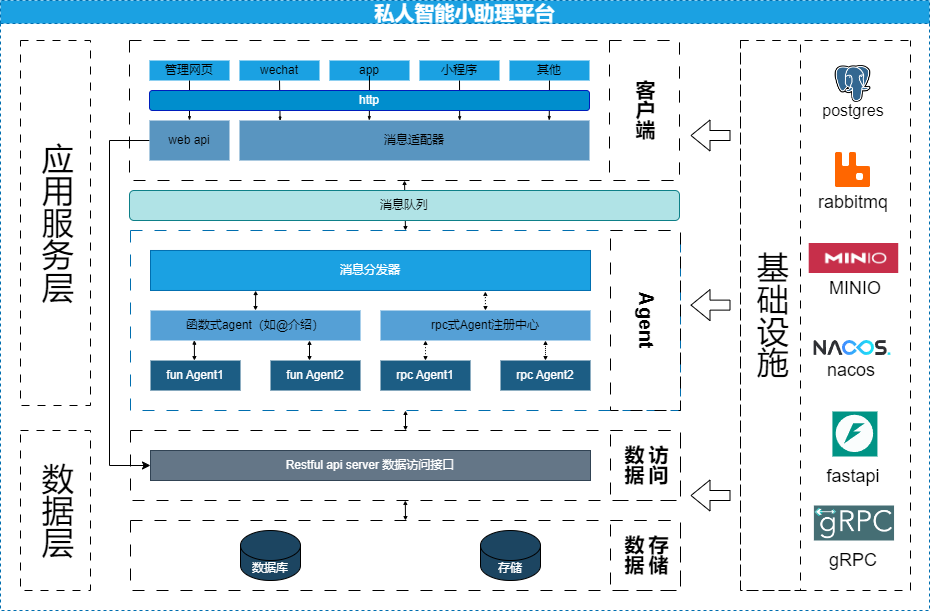 私人智能小助理平台
应用服务层
数据层
管理网页
wechat
app
小程序
其他
http
web api
消息适配器
客户端
消息队列
消息分发器
函数式agent（如@介绍）
rpc式Agent注册中心
fun Agent1
fun Agent2
rpc Agent1
rpc Agent2
Agent
Restful api server 数据访问接口
数据访问
数据库
存储
数据存储
基础设施
postgres
rabbitmq
MINIO
MINIO
NACOS.
nacos
fastapi
gRPC
gRPC